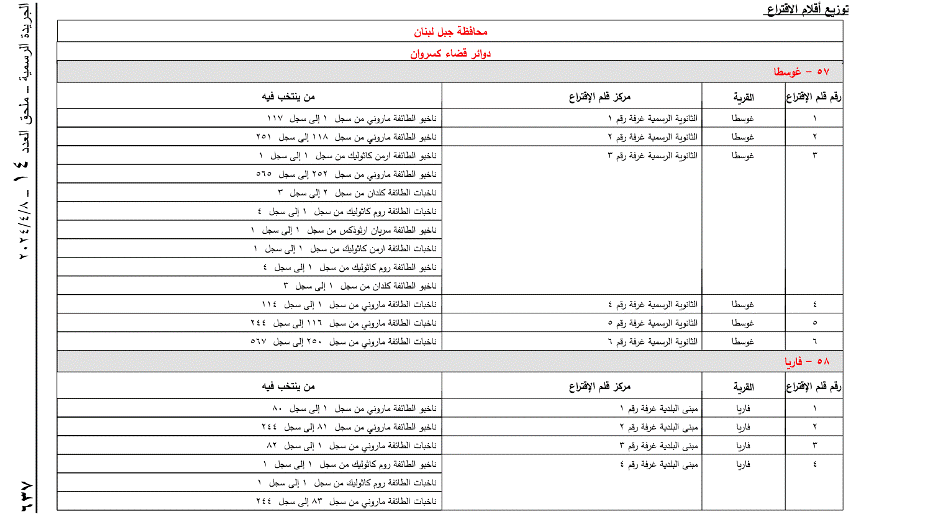 توزيع أقلام الاقتراع
محافظة جبل لبنان
دوائر قضاء كسروان
٥٧ - غوسطا
رقم قلم الإقتراع القرية مركز قلم الإقتراع من ينتخب فيه
١ غوسطا الثانوية الرسمية غرفة رقم ١ ناخبو الطائفة ماروني من سجل ١ إلى سجل ١١٧
٢ غوسطا الثانوية الرسمية غرفة رقم ٢ ناخبو الطائفة ماروني من سجل ١١٨ إلى سجل ٢٥١
٣ غوسطا الثانوية الرسمية غرفة رقم ٣ ناخبو الطائفة ارمن كاثوليك من سجل ١ إلى سجل ١
ناخبو الطائفة ماروني من سجل ٢٥٢ إلى سجل ٥٦٥
ناخبات الطائفة كلدان من سجل ٢ إلى سجل ٣
ناخبات الطائفة روم كاثوليك من سجل ١ إلى سجل ٤
ناخبو الطائفة سريان ارثوذكس من سجل ١ إلى سجل ١
ناخبات الطائفة ارمن كاثوليك من سجل ١ إلى سجل ١
ناخبو الطائفة روم كاثوليك من سجل ١ إلى سجل ٤
ناخبو الطائفة كلدان من سجل ١ إلى سجل ٣
٤ غوسطا الثانوية الرسمية غرفة رقم ٤ ناخبات الطائفة ماروني من سجل ١ إلى سجل ١١٤
٥ غوسطا الثانوية الرسمية غرفة رقم ٥ ناخبات الطائفة ماروني من سجل ١١٦ إلى سجل ٢٤٤
٦ غوسطا الثانوية الرسمية غرفة رقم ٦ ناخبات الطائفة ماروني من سجل ٢٥٠ إلى سجل ٥٦٧
٥٨ - فاريا
رقم قلم الإقتراع القرية مركز قلم الإقتراع من ينتخب فيه
١ فاريا مبنى البلدية غرفة رقم ١ ناخبو الطائفة ماروني من سجل ١ إلى سجل ٨٠
٢ فاريا مبنى البلدية غرفة رقم ٢ ناخبو الطائفة ماروني من سجل ٨١ إلى سجل ٢٤٤
٣ فاريا مبنى البلدية غرفة رقم ٣ ناخبات الطائفة ماروني من سجل ١ إلى سجل ٨٢
٤ فاريا مبنى البلدية غرفة رقم ٤ ناخبو الطائفة روم كاثوليك من سجل ١ إلى سجل ١
ناخبات الطائفة روم كاثوليك من سجل ١ إلى سجل ١
ناخبات الطائفة ماروني من سجل ٨٣ إلى سجل ٢٤٤
الجريدة الرسمية – ملحق العدد ١٤ – ٢٠٢٤/٤/٨
٦٣٧